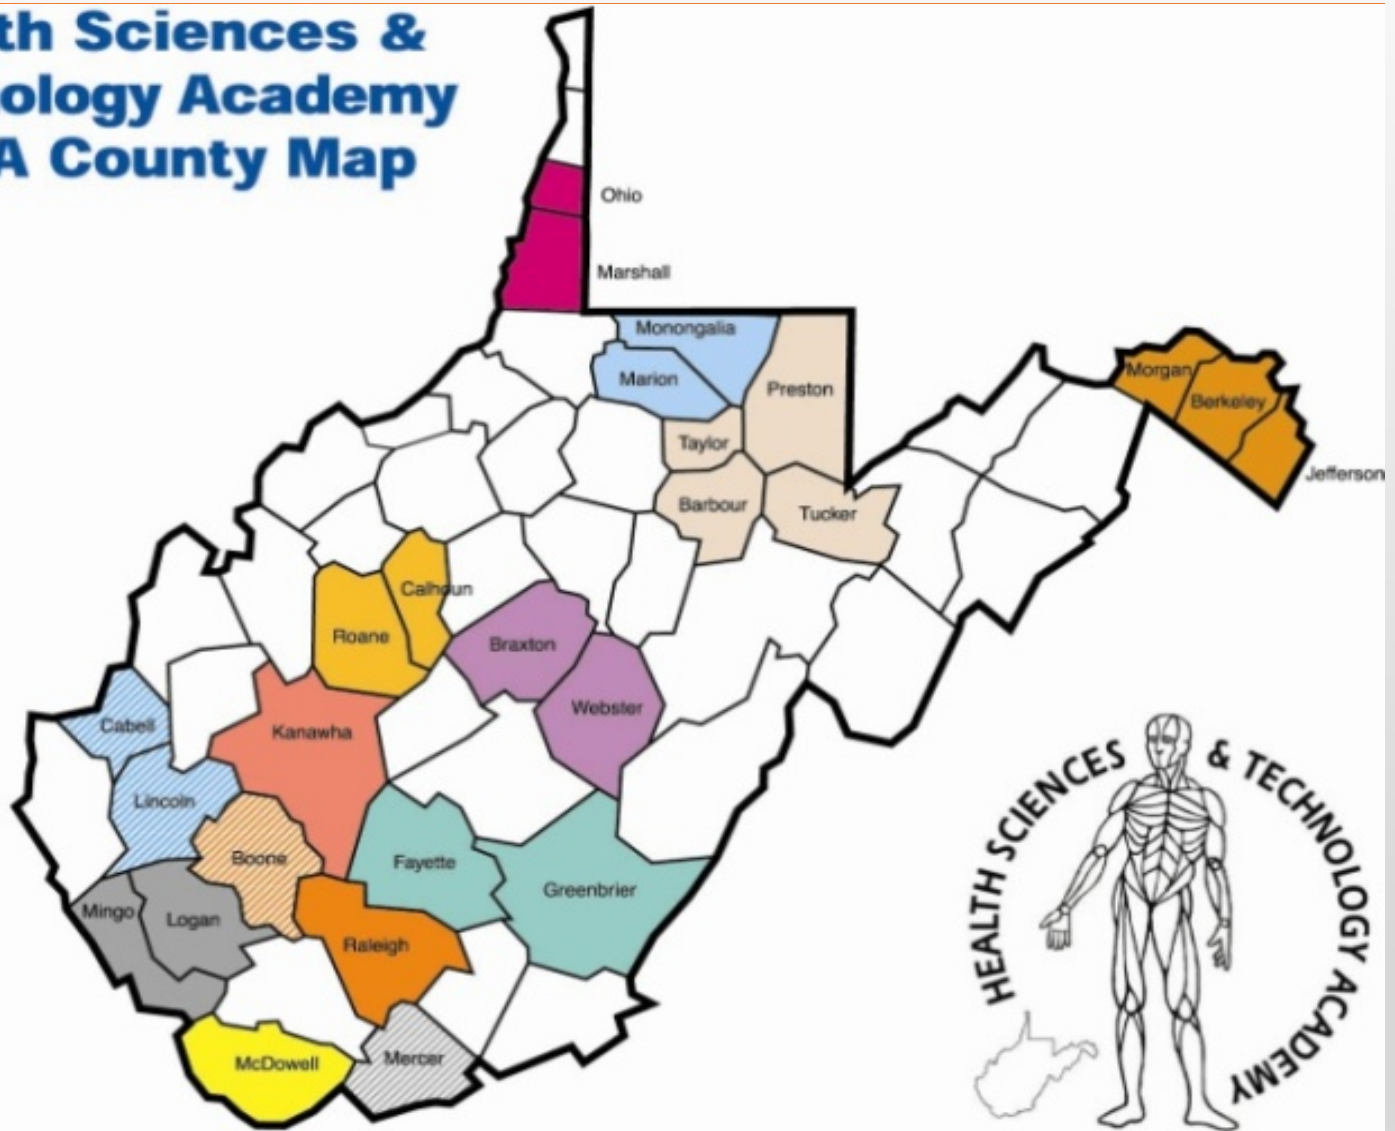 th Sciences &
ology Academy
A County Map
Ohio
Marshall
Monongalia
Marion
Preston
Morgan
Berkeley
Jefferson
Taylor
Barbour
Tucker
Calhoun
Roane
Braxton
Webster
Cabell
Kanawha
Lincoln
Boone
Fayette
Greenbrier
Mingo
Logan
Raleigh
McDowell
Mercer
HEALTH SCIENCES & TECHNOLOGY ACADEMY